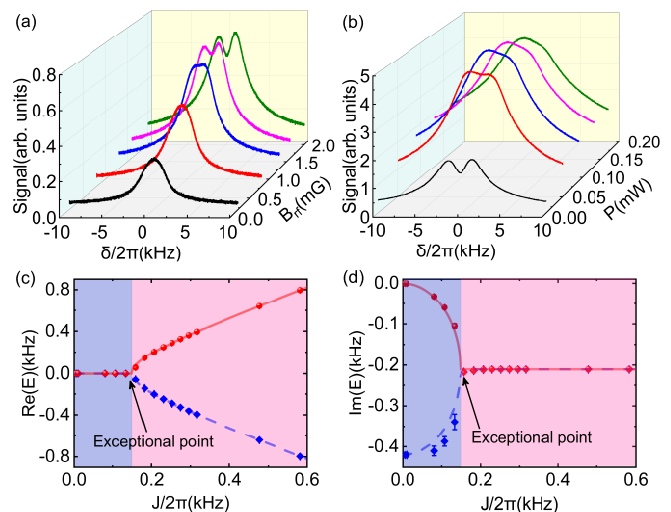 (a)
Signal(arb. units)
0.8
0.6
0.4
0.2
0.0
-10
-5
0
5
10
δ/2π(kHz)
0.0
0.5
1.0
1.5
2.0
B_rf(mG)
(b)
Signal(arb. units)
5
4
3
2
1
0
-10
-5
0
5
10
δ/2π(kHz)
0.00
0.05
0.10
0.15
0.20
P(mW)
(c)
Re(E)(kHz)
0.8
0.4
0.0
-0.4
-0.8
Exceptional point
0.0 0.2 0.4 0.6
J/2π(kHz)
(d)
Im(E)(kHz)
0.0
-0.1
-0.2
-0.3
-0.4
Exceptional point
0.0 0.2 0.4 0.6
J/2π(kHz)